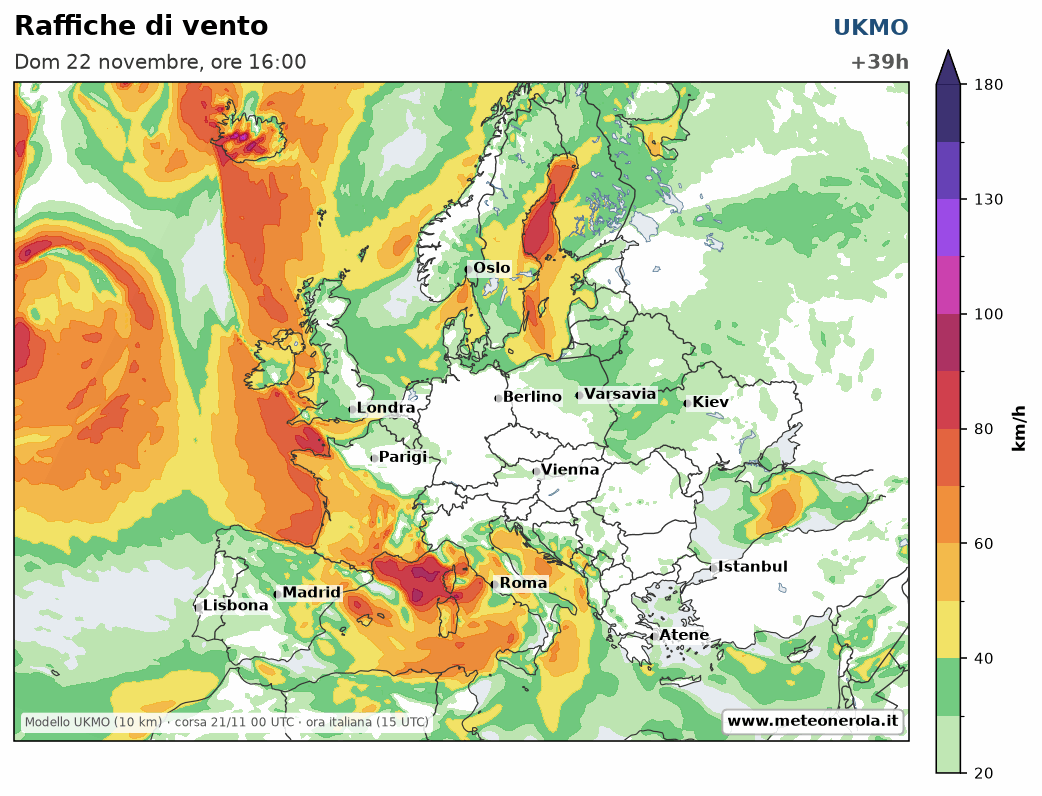 Raffiche di vento
UKMO
Dom 22 novembre, ore 16:00
+39h
180
130
100
80
60
40
20
km/h
Oslo
Londra
Berlino
Varsavia
Kiev
Parigi
Vienna
Istanbul
Roma
Madrid
Lisbona
Atene
Modello UKMO (10 km) · corsa 21/11 00 UTC · ora italiana (15 UTC)
www.meteonerola.it